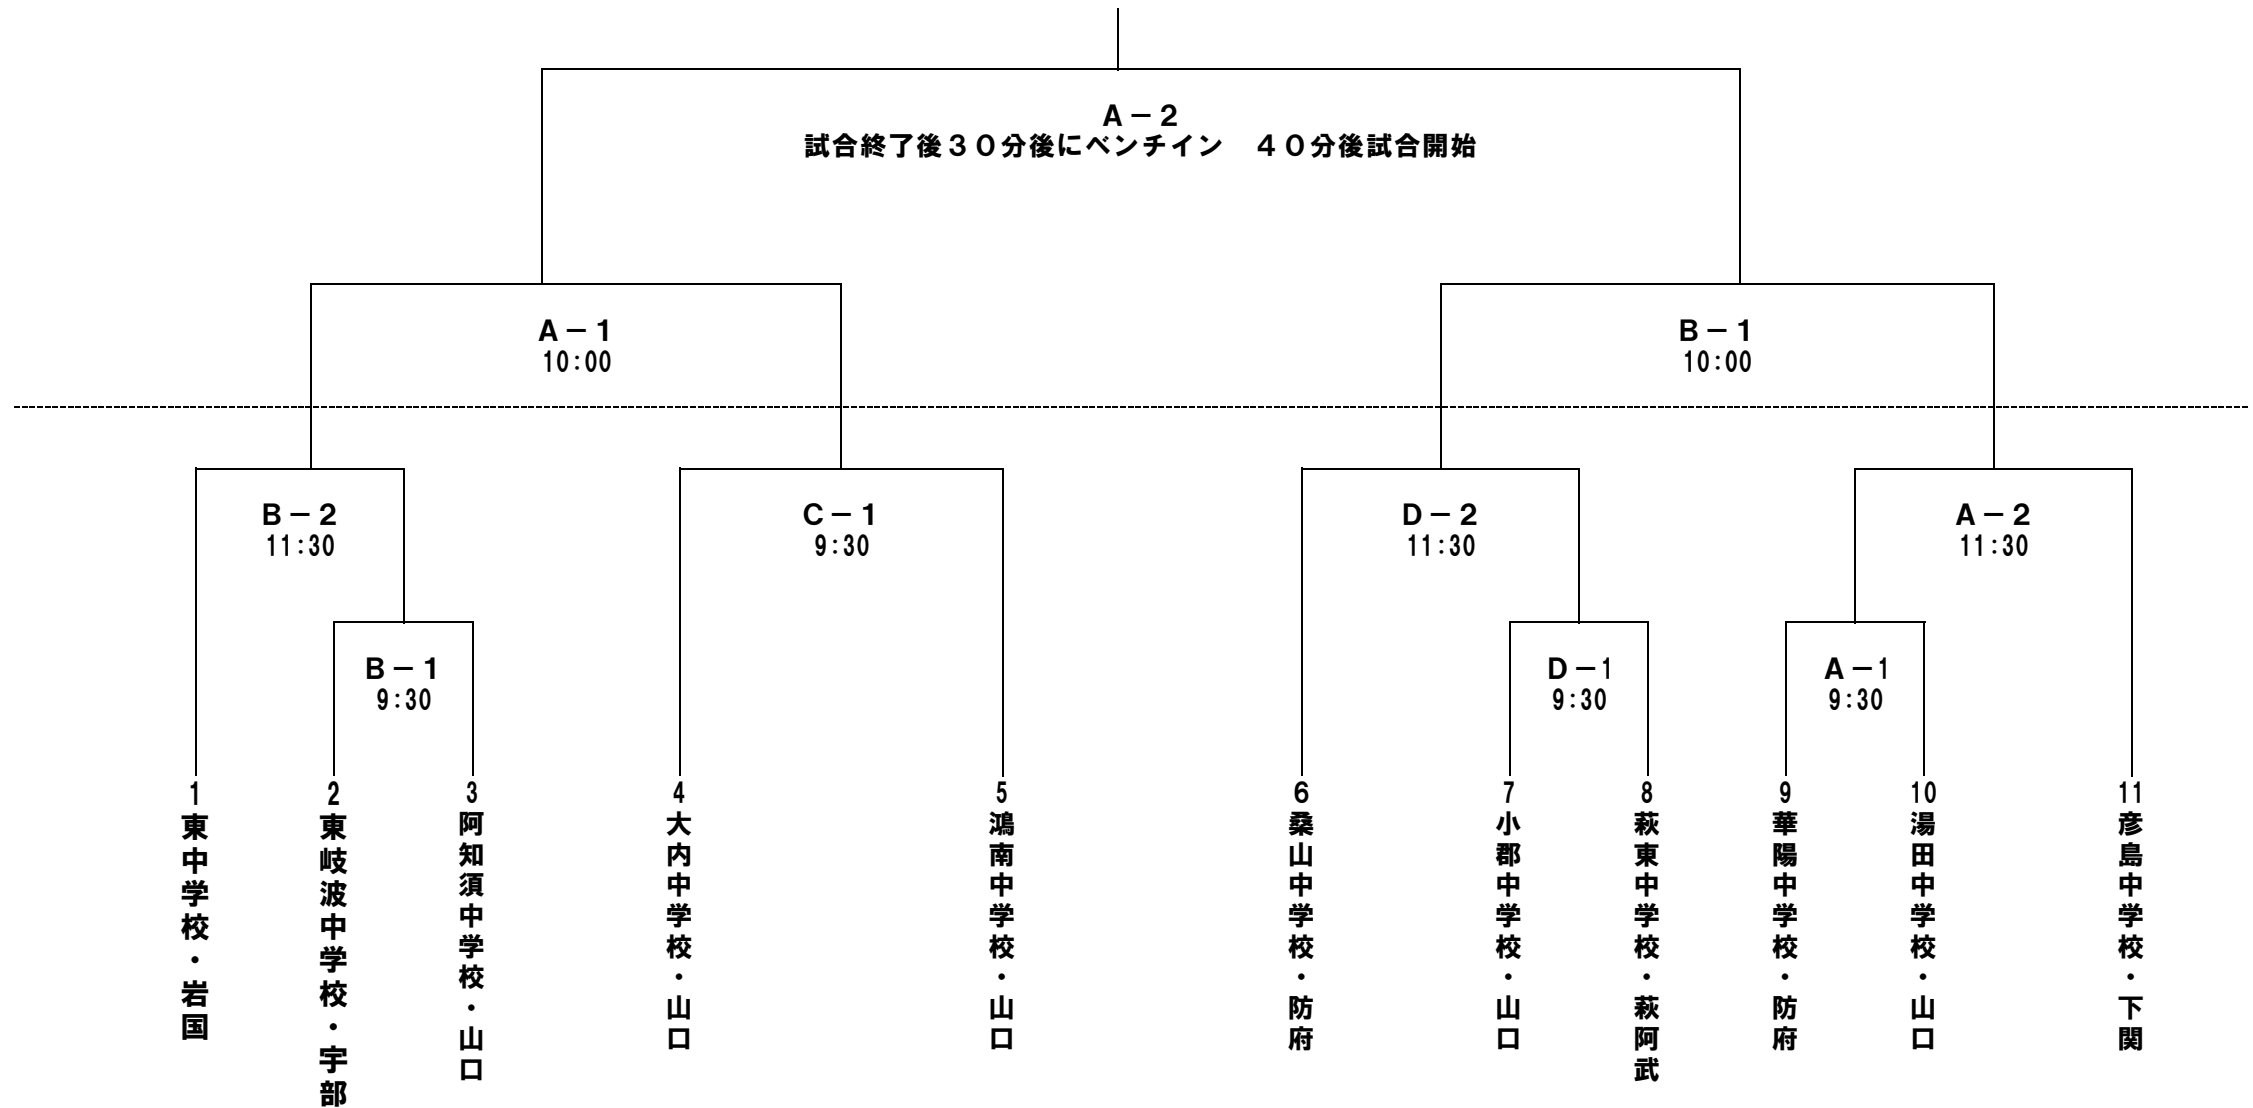 A－2
試合終了後３０分後にベンチイン　４０分後試合開始
A－1
10:00
B－1
10:00
B－2
11:30
C－1
9:30
D－2
11:30
A－2
11:30
B－1
9:30
D－1
9:30
A－1
9:30
1
東中学校・岩国
2
東岐波中学校・宇部
3
阿知須中学校・山口
4
大内中学校・山口
5
鴻南中学校・山口
6
桑山中学校・防府
7
小郡中学校・山口
8
萩東中学校・萩阿武
9
華陽中学校・防府
10
湯田中学校・山口
11
彦島中学校・下関